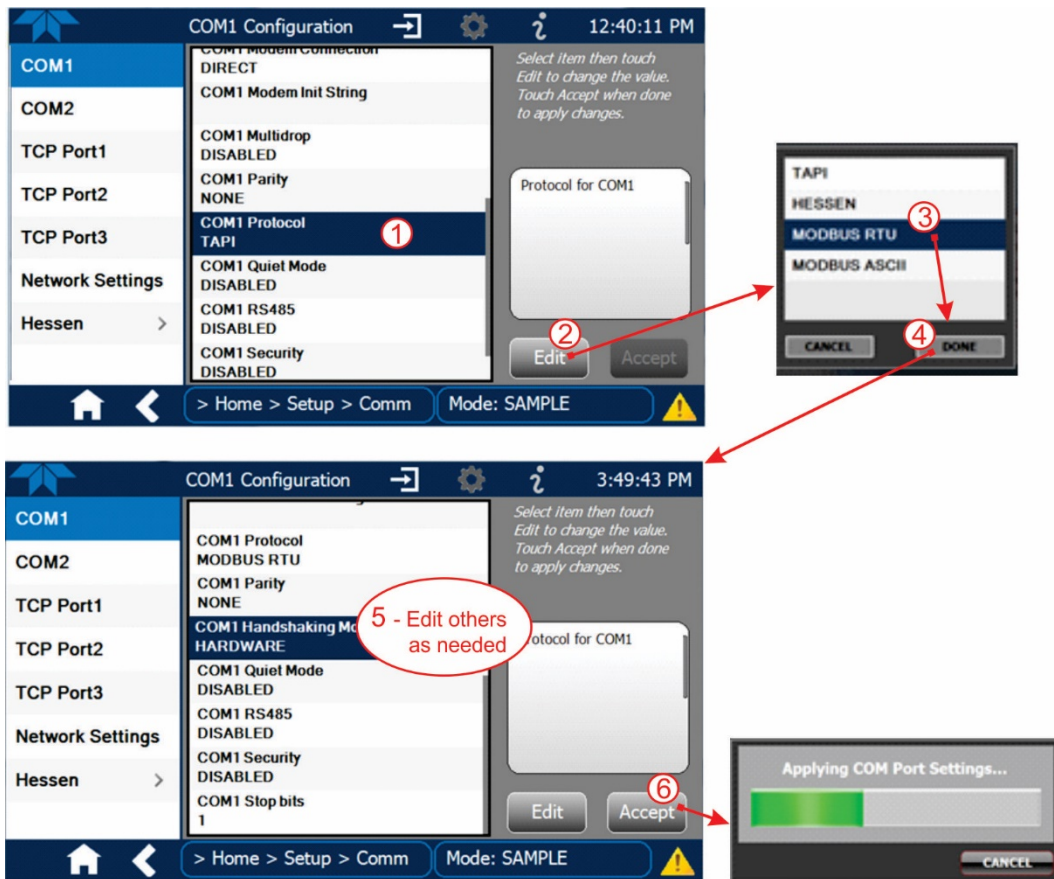 COM1 Configuration
12:40:11 PM
COM1
COM2
TCP Port1
TCP Port2
TCP Port3
Network Settings
Hessen >
COM1 Modem Connection
DIRECT
COM1 Modem Init String
COM1 Multidrop
DISABLED
COM1 Parity
NONE
COM1 Protocol
TAPI
1
COM1 Quiet Mode
DISABLED
COM1 RS485
DISABLED
COM1 Security
DISABLED
Select item then touch
Edit to change the value.
Touch Accept when done
to apply changes.
Protocol for COM1
2
Edit
Accept
> Home > Setup > Comm
Mode: SAMPLE
TAPI
HESSEN
3
MODBUS RTU
MODBUS ASCII
4
CANCEL
DONE
COM1 Configuration
3:49:43 PM
COM1
COM2
TCP Port1
TCP Port2
TCP Port3
Network Settings
Hessen >
COM1 Protocol
MODBUS RTU
COM1 Parity
NONE
COM1 Handshaking Mo
HARDWARE
5 - Edit others
as needed
COM1 Quiet Mode
DISABLED
COM1 RS485
DISABLED
COM1 Security
DISABLED
COM1 Stop bits
1
Select item then touch
Edit to change the value.
Touch Accept when done
to apply changes.
rotocol for COM1
6
Edit
Accept
> Home > Setup > Comm
Mode: SAMPLE
Applying COM Port Settings...
CANCEL